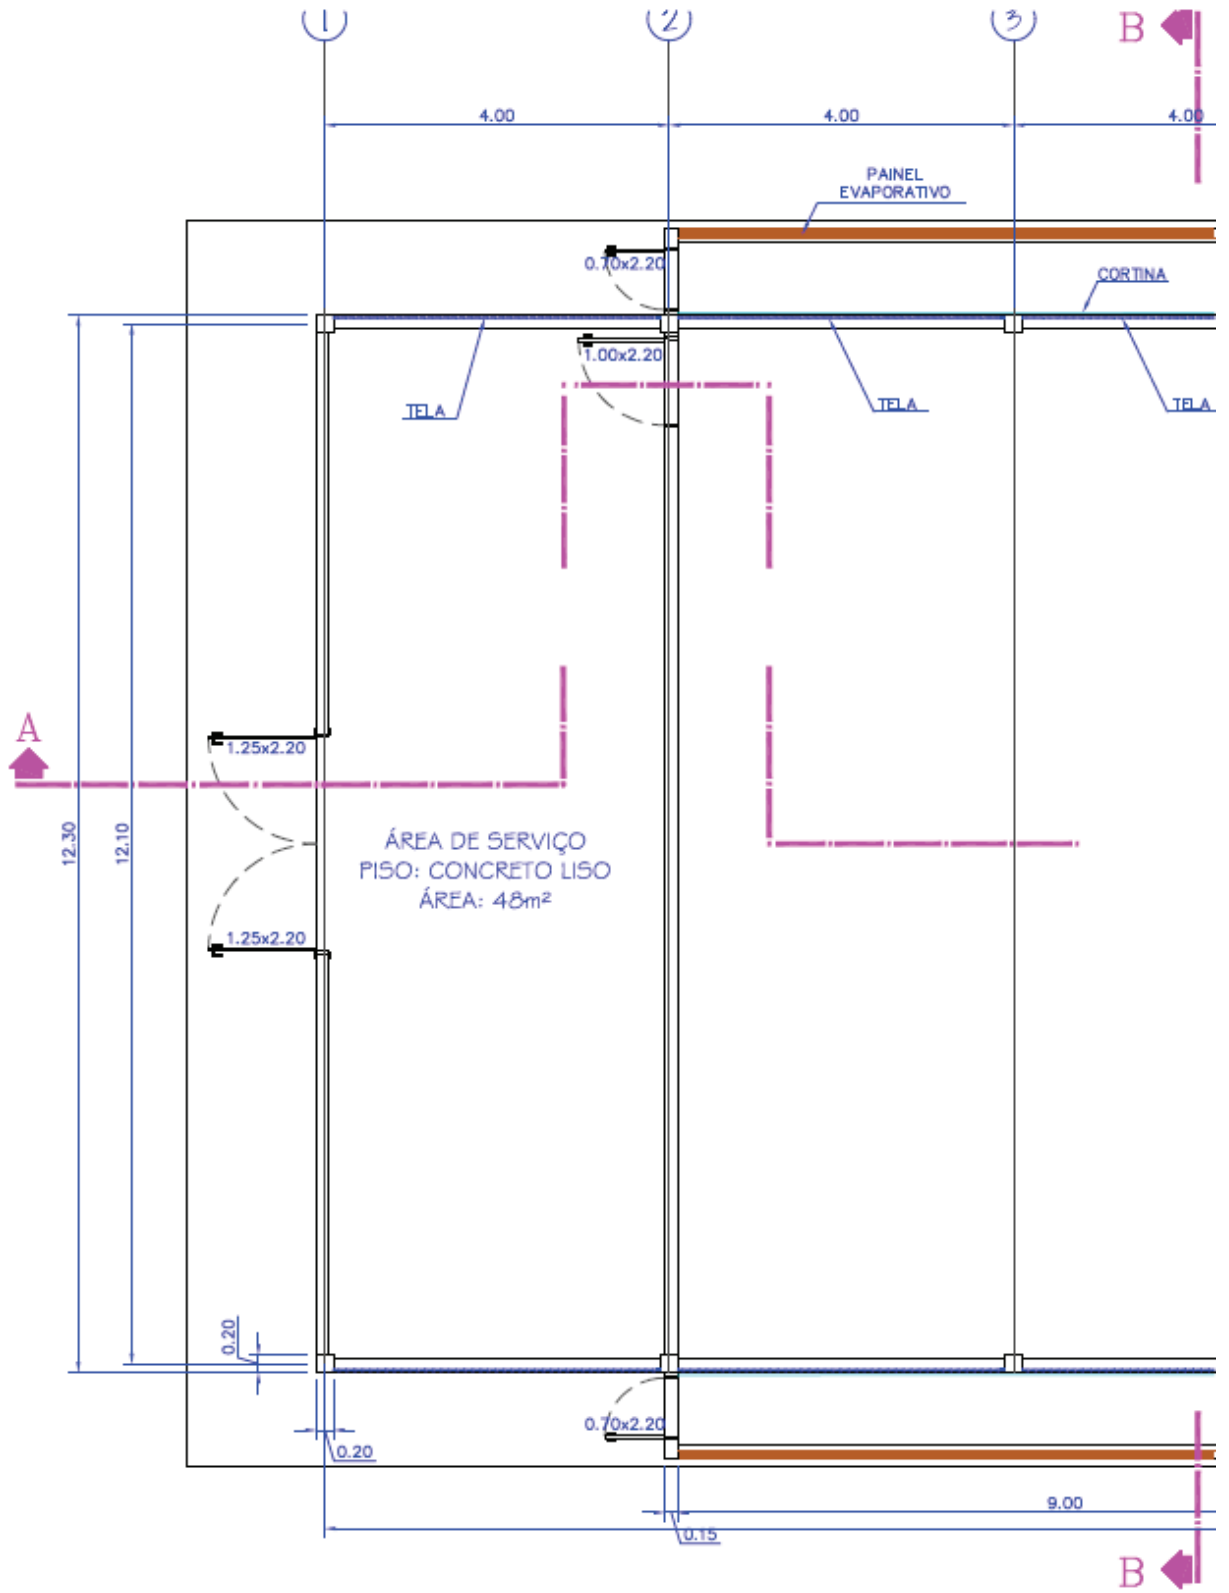 1
2
3
B
4.00
4.00
4.00
PAINEL
EVAPORATIVO
0.70x2.20
CORTINA
1.00x2.20
TELA
TELA
TELA
A
1.25x2.20
12.30
12.10
ÁREA DE SERVIÇO
PISO: CONCRETO LISO
ÁREA: 48m²
1.25x2.20
0.20
0.70x2.20
0.20
9.00
0.15
B